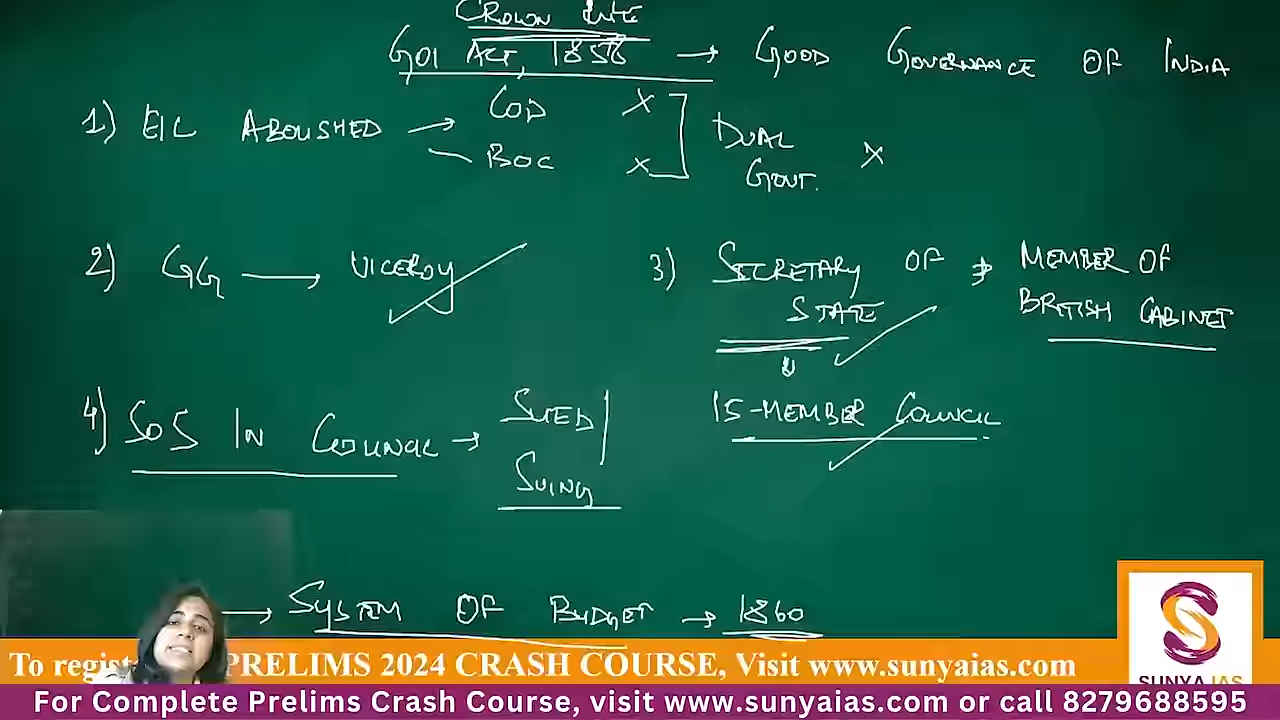 CROWN RULE
GOI ACT, 1858 → GOOD GOVERNANCE OF INDIA
1) EIC ABOLISHED → COD X
BOC X
DUAL
GOVT. X
2) GG → VICEROY
3) SECRETARY OF
STATE
→ MEMBER OF
BRITISH CABINET
15-MEMBER COUNCIL
4) SOS IN COUNCIL → SUED/
SUING
→ SYSTEM OF BUDGET → 1860
To regist PRELIMS 2024 CRASH COURSE, Visit www.sunyaias.com
SUNYA IAS
For Complete Prelims Crash Course, visit www.sunyaias.com or call 8279688595